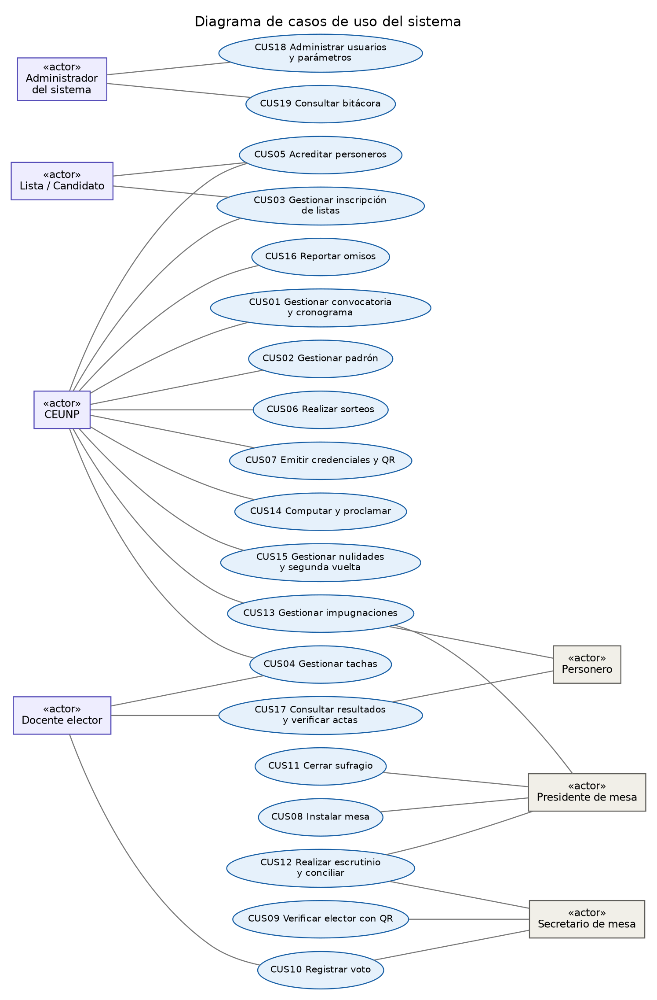 Diagrama de casos de uso del sistema
CUS18 Administrar usuarios
y parámetros
«actor»
Administrador
del sistema
CUS19 Consultar bitácora
CUS05 Acreditar personeros
«actor»
Lista / Candidato
CUS03 Gestionar inscripción
de listas
CUS16 Reportar omisos
CUS01 Gestionar convocatoria
y cronograma
CUS02 Gestionar padrón
«actor»
CEUNP
CUS06 Realizar sorteos
CUS07 Emitir credenciales y QR
CUS14 Computar y proclamar
CUS15 Gestionar nulidades
y segunda vuelta
CUS13 Gestionar impugnaciones
CUS04 Gestionar tachas
«actor»
Personero
«actor»
Docente elector
CUS17 Consultar resultados
y verificar actas
CUS11 Cerrar sufragio
«actor»
Presidente de mesa
CUS08 Instalar mesa
CUS12 Realizar escrutinio
y conciliar
CUS09 Verificar elector con QR
«actor»
Secretario de mesa
CUS10 Registrar voto